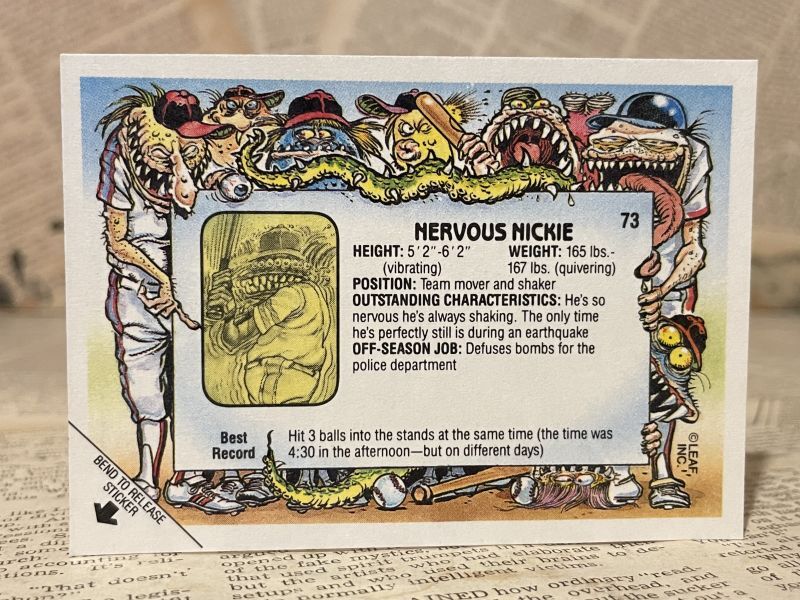 73
NERVOUS NICKIE
HEIGHT: 5'2"-6'2" WEIGHT: 165 lbs.-
(vibrating) 167 lbs. (quivering)
POSITION: Team mover and shaker
OUTSTANDING CHARACTERISTICS: He's so
nervous he's always shaking. The only time
he's perfectly still is during an earthquake
OFF-SEASON JOB: Defuses bombs for the
police department
Best Hit 3 balls into the stands at the same time (the time was
Record 4:30 in the afternoon—but on different days)
BEND TO RELEASE
STICKER
©LEAF,
INC.